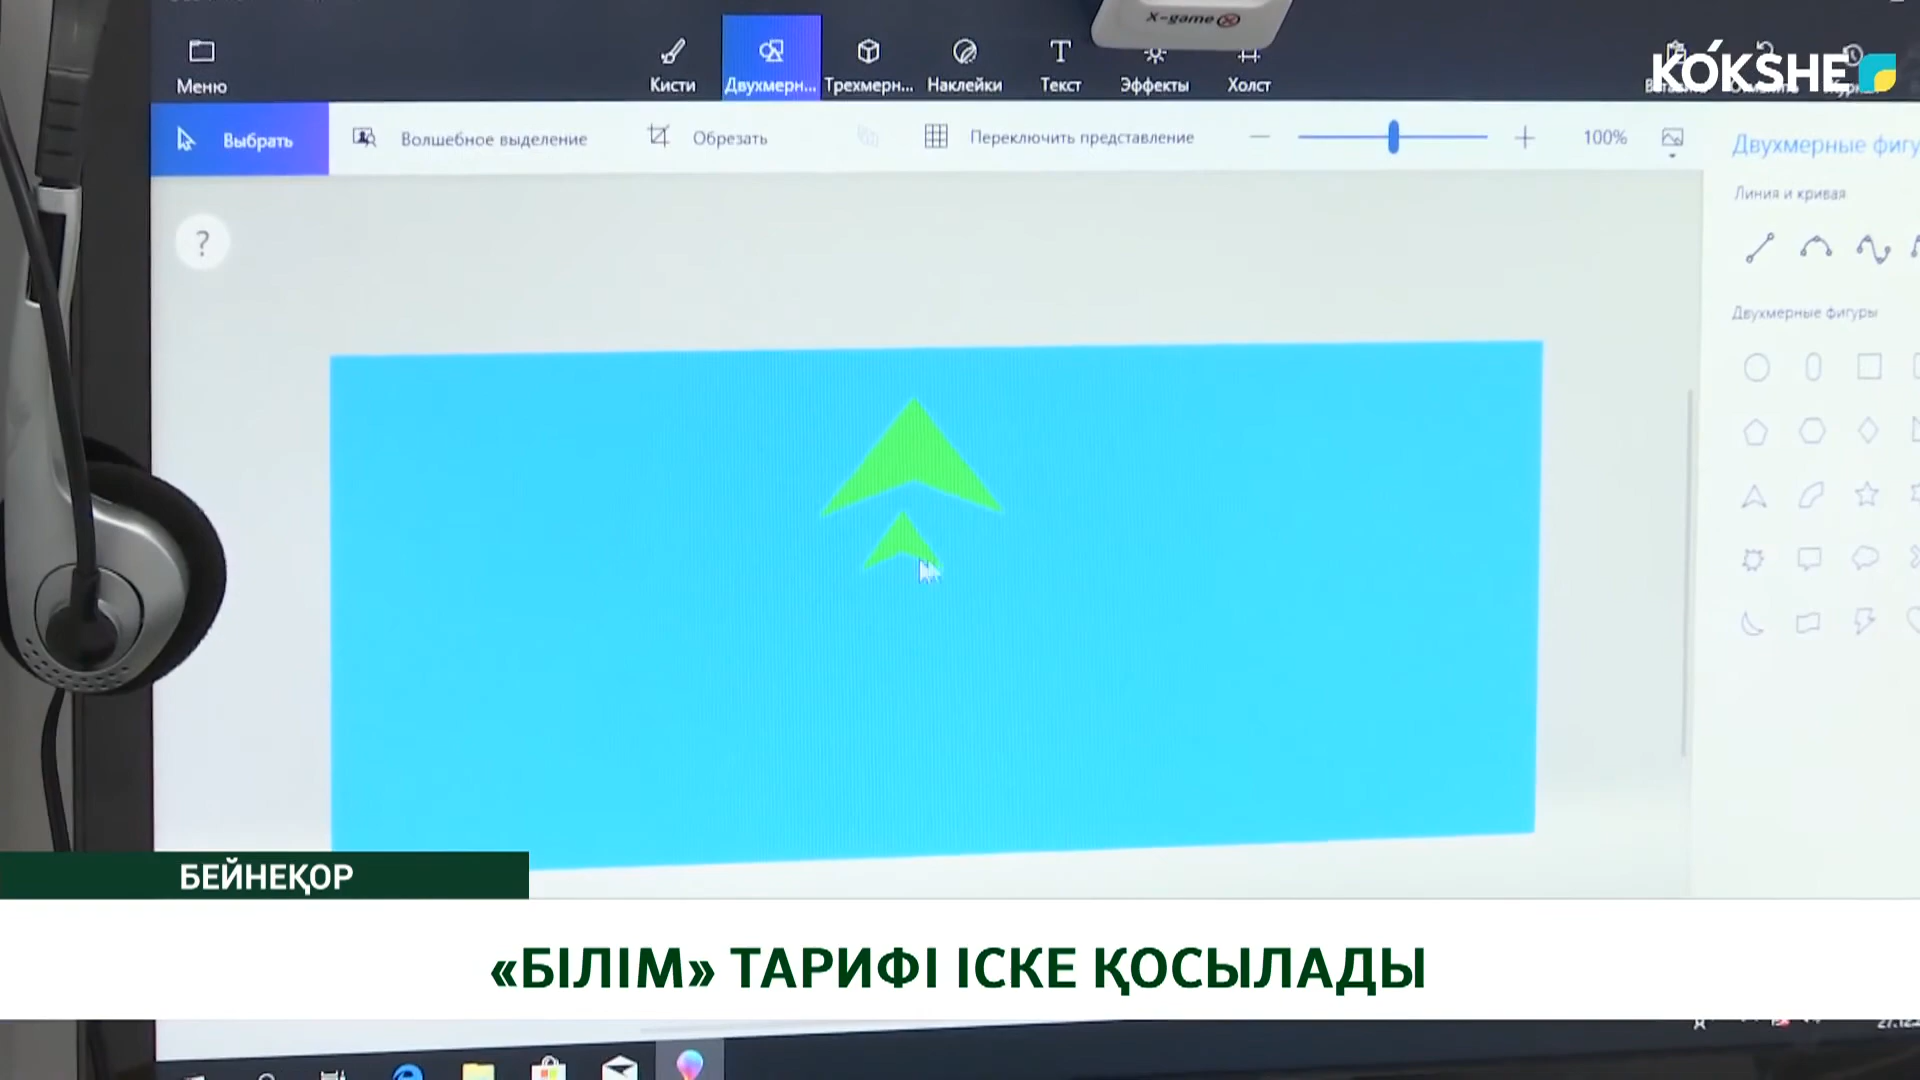 X-game
KÓKSHE
Меню
Кисти
Двухмерн...
Трехмерн...
Наклейки
Текст
Эффекты
Холст
Выбрать
Волшебное выделение
Обрезать
Переключить представление
100%
Двухмерные фигу
Линия и кривая
?
Двухмерные фигуры
БЕЙНЕҚОР
«БІЛІМ» ТАРИФІ ІСКЕ ҚОСЫЛАДЫ